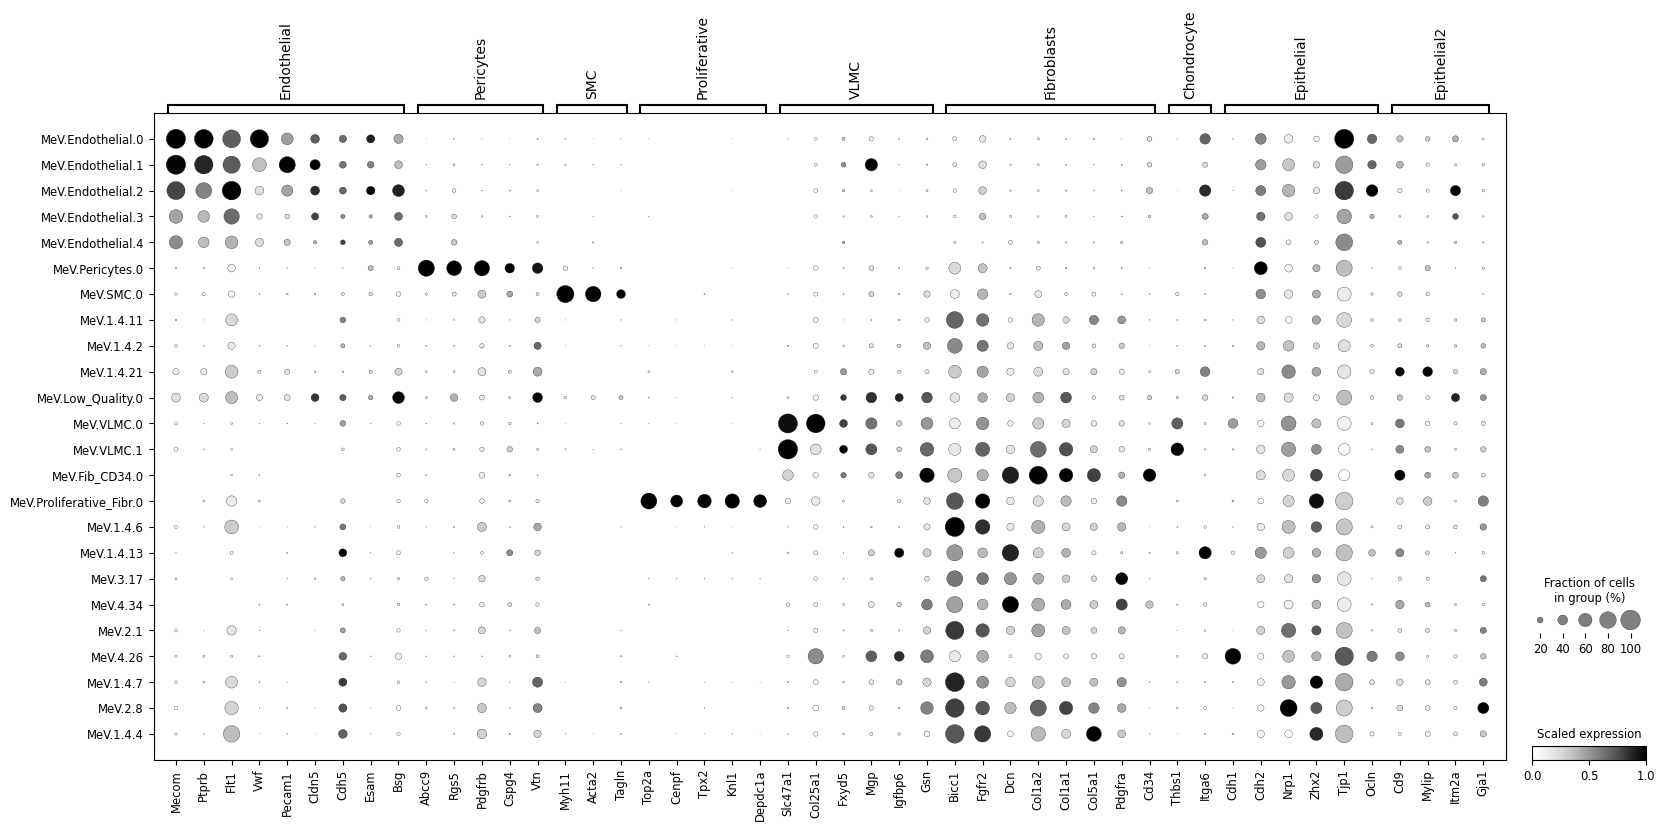 Endothelial
Pericytes
SMC
Proliferative
VLMC
Fibroblasts
Chondrocyte
Epithelial
Epithelial2
MeV.Endothelial.0
MeV.Endothelial.1
MeV.Endothelial.2
MeV.Endothelial.3
MeV.Endothelial.4
MeV.Pericytes.0
MeV.SMC.0
MeV.1.4.11
MeV.1.4.2
MeV.1.4.21
MeV.Low_Quality.0
MeV.VLMC.0
MeV.VLMC.1
MeV.Fib_CD34.0
MeV.Proliferative_Fibr.0
MeV.1.4.6
MeV.1.4.13
MeV.3.17
MeV.4.34
MeV.2.1
MeV.4.26
MeV.1.4.7
MeV.2.8
MeV.1.4.4
Mecom
Ptprb
Flt1
Vwf
Pecam1
Cldn5
Cdh5
Esam
Bsg
Abcc9
Rgs5
Pdgfrb
Cspg4
Vtn
Myh11
Acta2
Tagln
Top2a
Cenpf
Tpx2
Knl1
Depdc1a
Slc47a1
Col25a1
Fxyd5
Mgp
Igfbp6
Gsn
Bicc1
Fgfr2
Dcn
Col1a2
Col1a1
Col5a1
Pdgfra
Cd34
Thbs1
Itga6
Cdh1
Cdh2
Nrp1
Zhx2
Tjp1
Ocln
Cd9
Mylip
Itm2a
Gja1
Fraction of cells
in group (%)
20 40 60 80 100
Scaled expression
0.0 0.5 1.0